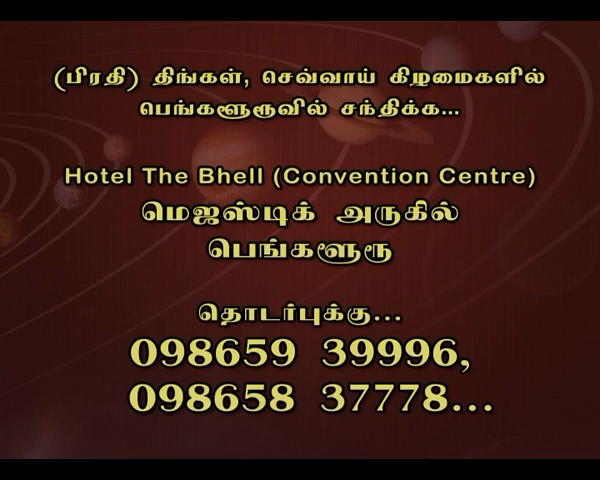 (பிரதி) திங்கள், செவ்வாய் கிழமைகளில்
பெங்களூருவில் சந்திக்க...
Hotel The Bhell (Convention Centre)
மெஜஸ்டிக் அருகில்
பெங்களூரு
தொடர்புக்கு...
098659 39996,
098658 37778...